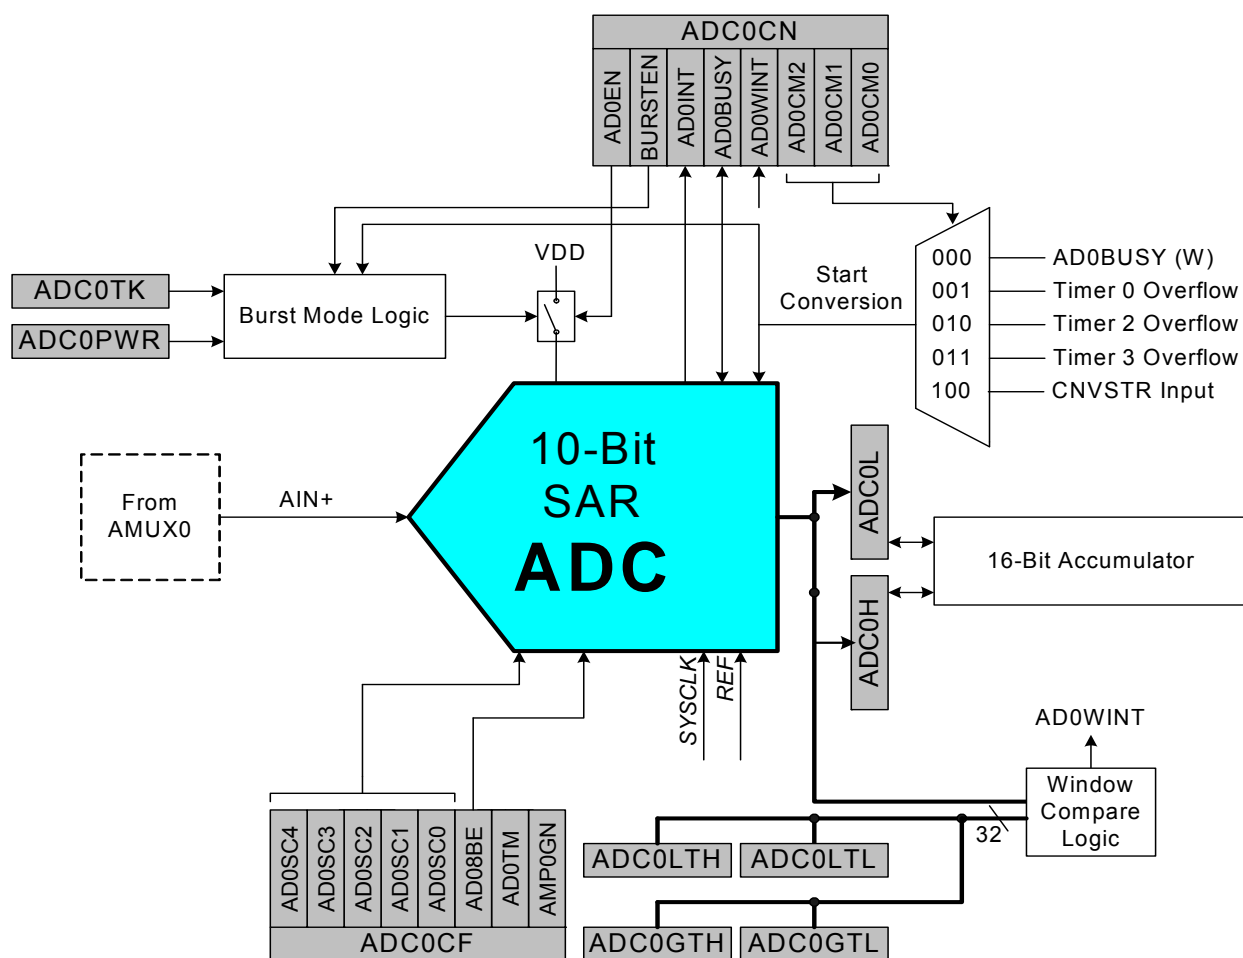 ADC0CN
AD0EN
BURSTEN
AD0INT
AD0BUSY
AD0WINT
AD0CM2
AD0CM1
AD0CM0
VDD
Start
Conversion
000
001
010
011
100
AD0BUSY (W)
Timer 0 Overflow
Timer 2 Overflow
Timer 3 Overflow
CNVSTR Input
ADC0TK
ADC0PWR
Burst Mode Logic
From
AMUX0
AIN+
10-Bit
SAR
ADC
ADC0L
ADC0H
16-Bit Accumulator
SYSCLK
REF
AD0WINT
Window
Compare
Logic
32
AD0SC4
AD0SC3
AD0SC2
AD0SC1
AD0SC0
AD08BE
AD0TM
AMP0GN
ADC0CF
ADC0LTH
ADC0LTL
ADC0GTH
ADC0GTL